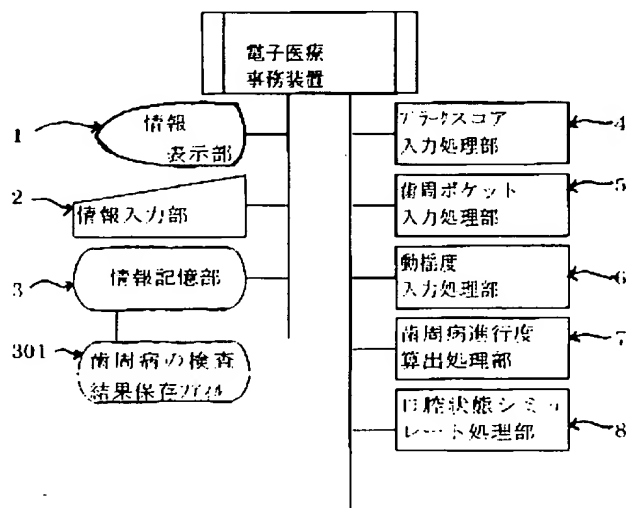 電子医療
事務装置
1
情報
表示部
2
情報入力部
3
情報記憶部
301
歯周病の検査
結果保存ファイル
プラークスコア
入力処理部
4
歯周ポケット
入力処理部
5
動揺度
入力処理部
6
歯周病進行度
算出処理部
7
口腔状態シミュ
レート処理部
8